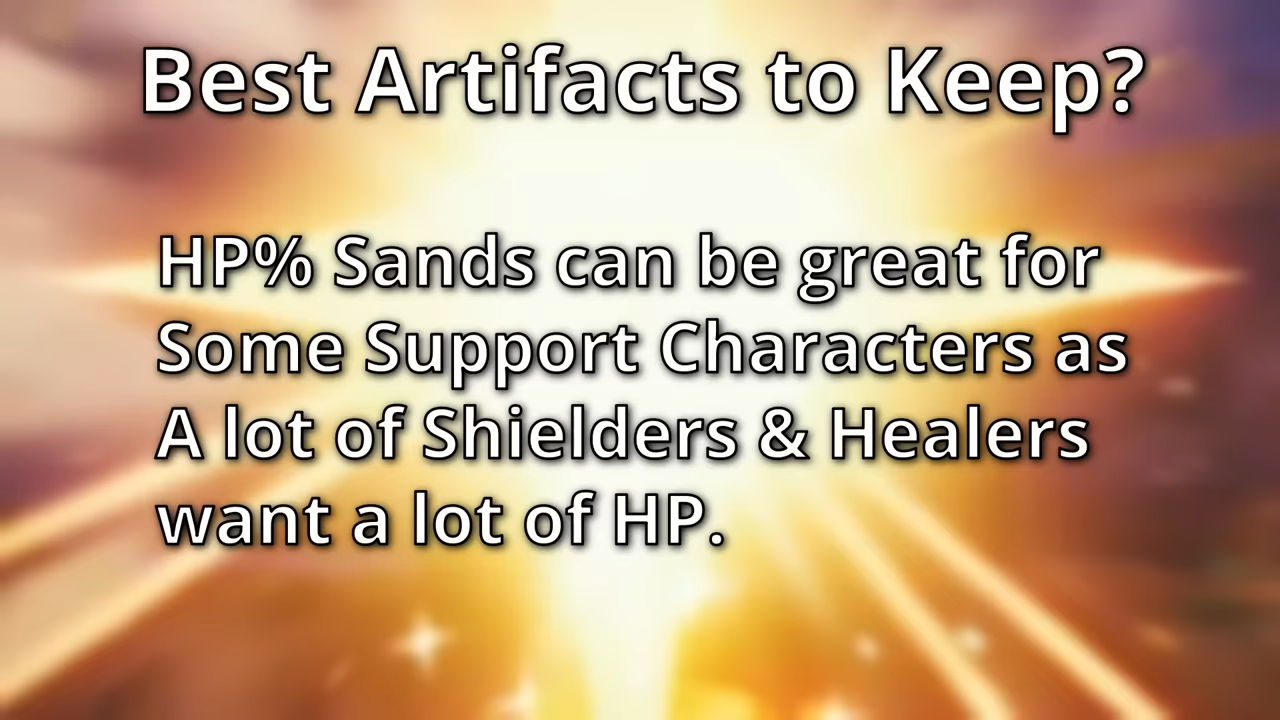 Best Artifacts to Keep?
HP% Sands can be great for
Some Support Characters as
A lot of Shielders & Healers
want a lot of HP.